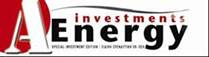 investments
A Energy
SPECIAL INVESTMENT EDITION